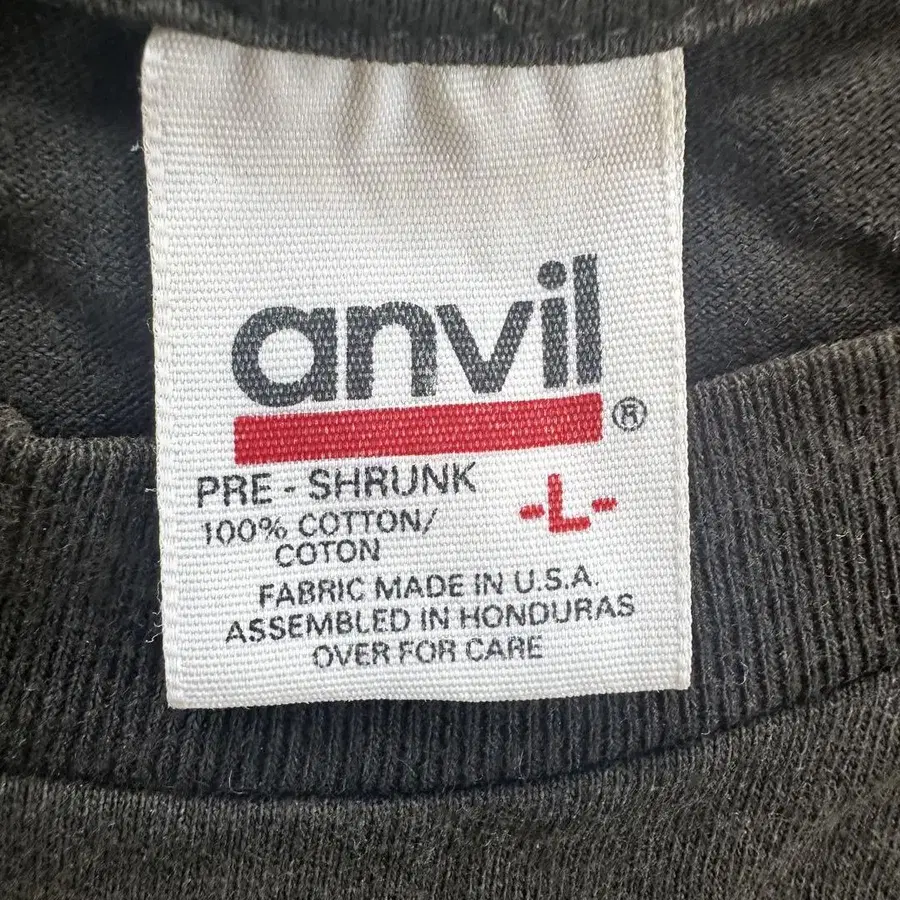 anvil®
PRE - SHRUNK
-L-
100% COTTON/
COTON
FABRIC MADE IN U.S.A.
ASSEMBLED IN HONDURAS
OVER FOR CARE